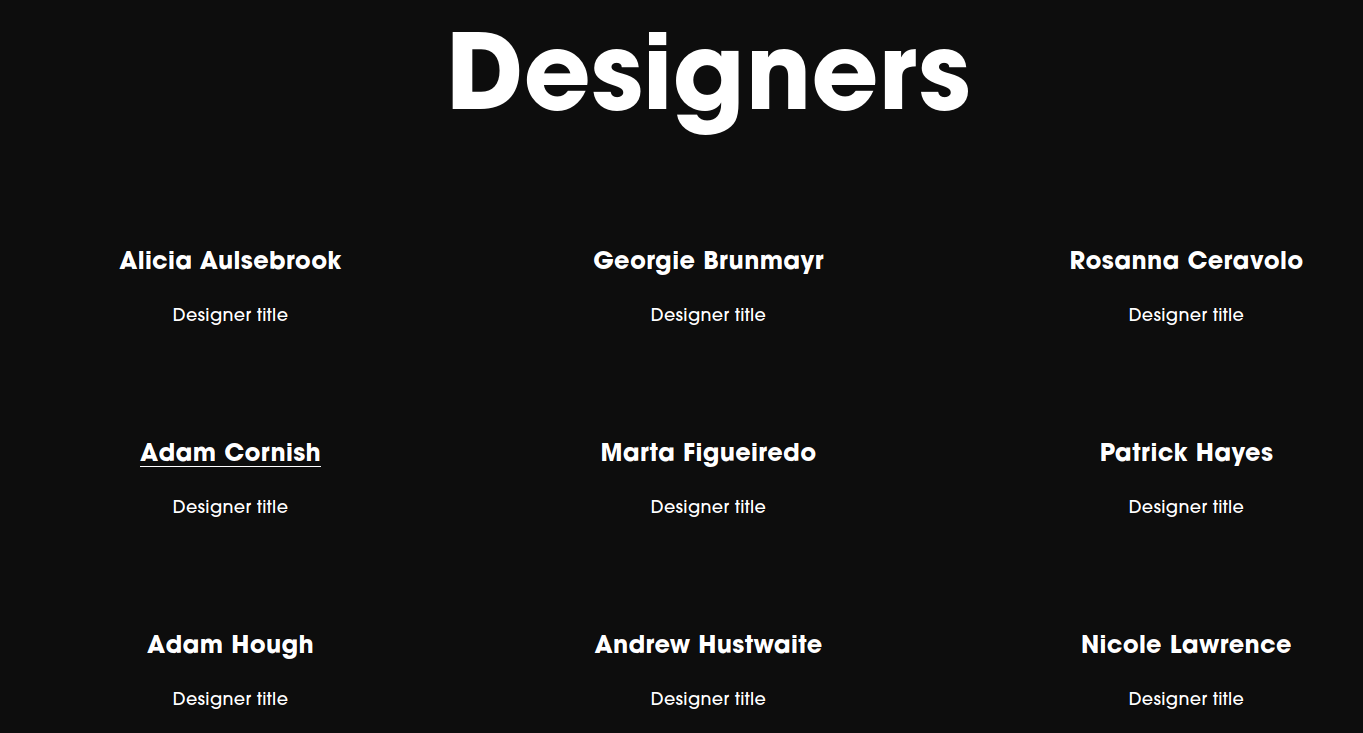 Designers
Alicia Aulsebrook
Georgie Brunmayr
Rosanna Ceravolo
Designer title
Designer title
Designer title
Adam Cornish
Marta Figueiredo
Patrick Hayes
Designer title
Designer title
Designer title
Adam Hough
Andrew Hustwaite
Nicole Lawrence
Designer title
Designer title
Designer title